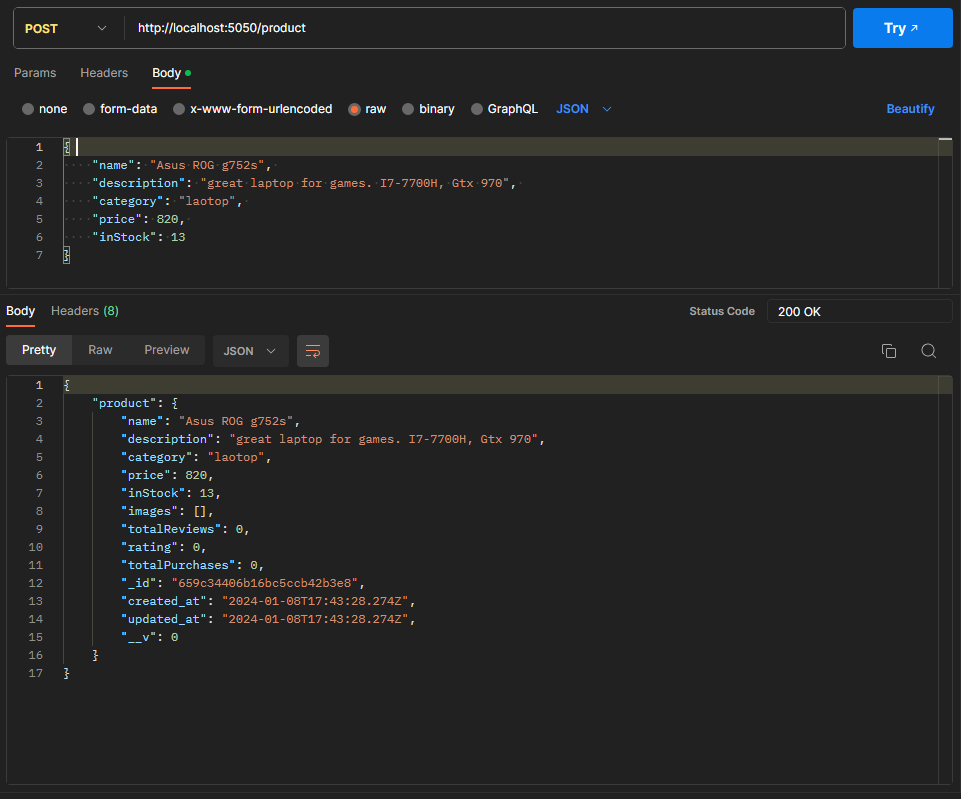 POST http://localhost:5050/product Try
Params Headers Body
none form-data x-www-form-urlencoded raw binary GraphQL JSON Beautify
1 {
2 "name": "Asus ROG g752s",
3 "description": "great laptop for games. I7-7700H, Gtx 970",
4 "category": "laotop",
5 "price": 820,
6 "inStock": 13
7 }
Body Headers (8) Status Code 200 OK
Pretty Raw Preview JSON
1 {
2 "product": {
3 "name": "Asus ROG g752s",
4 "description": "great laptop for games. I7-7700H, Gtx 970",
5 "category": "laotop",
6 "price": 820,
7 "inStock": 13,
8 "images": [],
9 "totalReviews": 0,
10 "rating": 0,
11 "totalPurchases": 0,
12 "_id": "659c34406b16bc5ccb42b3e8",
13 "created_at": "2024-01-08T17:43:28.274Z",
14 "updated_at": "2024-01-08T17:43:28.274Z",
15 "__v": 0
16 }
17 }